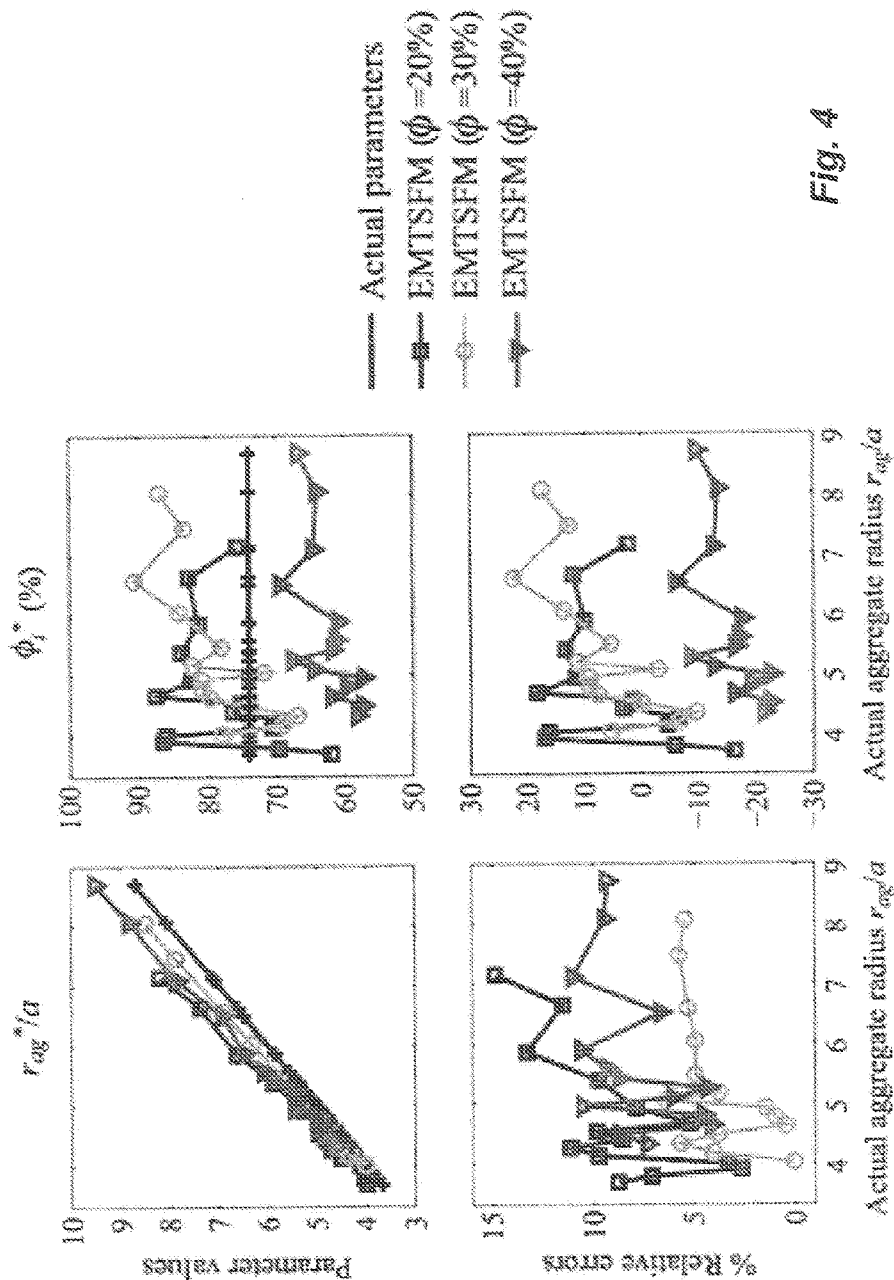 r_ag*/a
ϕ_i* (%)
Parameter values
10
9
8
7
6
5
4
3
100
90
80
70
60
50
% Relative errors
15
10
5
0
30
20
10
0
−10
−20
−30
4 5 6 7 8 9
4 5 6 7 8 9
Actual aggregate radius r_ag/a
Actual aggregate radius r_ag/a
Actual parameters
EMTSFM (ϕ =20%)
EMTSFM (ϕ =30%)
EMTSFM (ϕ =40%)
Fig. 4